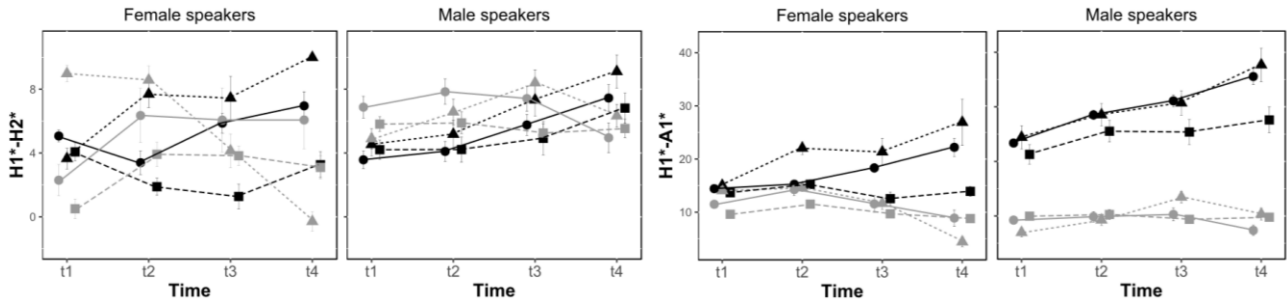 Female speakers
Male speakers
H1*-H2*
8
4
0
t1 t2 t3 t4
t1 t2 t3 t4
Time
Time
Female speakers
Male speakers
H1*-A1*
40
30
20
10
t1 t2 t3 t4
t1 t2 t3 t4
Time
Time